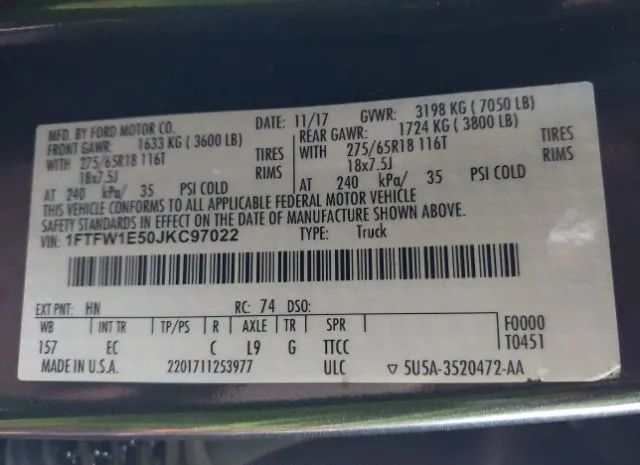 MFD. BY FORD MOTOR CO. DATE: 11/17 GVWR: 3198 KG ( 7050 LB)
FRONT GAWR: 1633 KG ( 3600 LB) REAR GAWR: 1724 KG ( 3800 LB)
WITH 275/65R18 116T TIRES WITH 275/65R18 116T TIRES
18x7.5J RIMS 18x7.5J RIMS
AT 240 kPa/ 35 PSI COLD AT 240 kPa/ 35 PSI COLD
THIS VEHICLE CONFORMS TO ALL APPLICABLE FEDERAL MOTOR VEHICLE
SAFETY STANDARDS IN EFFECT ON THE DATE OF MANUFACTURE SHOWN ABOVE.
VIN: 1FTFW1E50JKC97022 TYPE: Truck
EXT PNT: HN RC: 74 DSO:
WB INT TR TP/PS R AXLE TR SPR F0000
157 EC C L9 G TTCC T0451
MADE IN U.S.A. 2201711253977 ULC ▽ 5U5A-3520472-AA